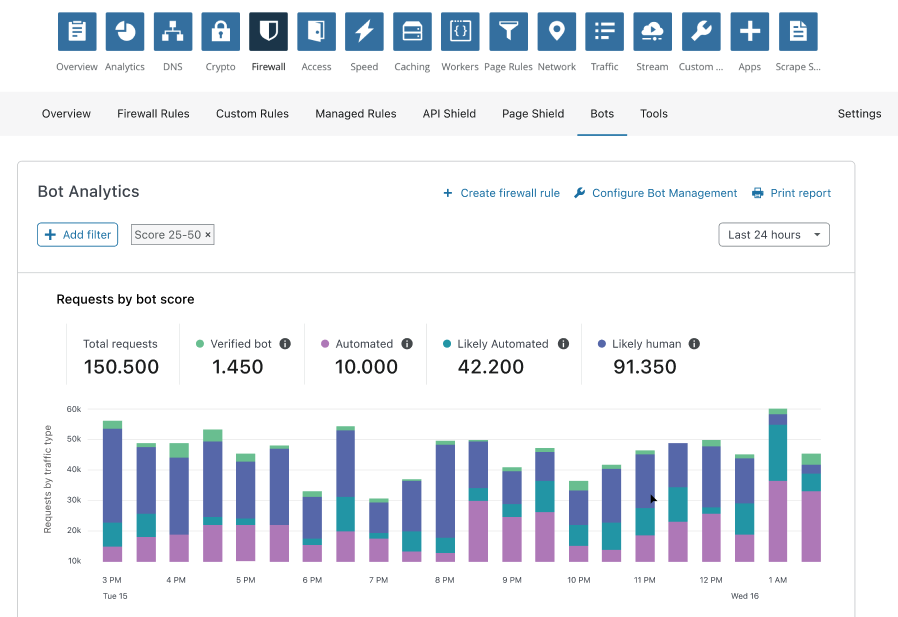 Overview Analytics DNS Crypto Firewall Access Speed Caching Workers Page Rules Network Traffic Stream Custom ... Apps Scrape S...
Overview Firewall Rules Custom Rules Managed Rules API Shield Page Shield Bots Tools Settings
Bot Analytics
+ Create firewall rule Configure Bot Management Print report
+ Add filter Score 25-50 × Last 24 hours
Requests by bot score
Total requests Verified bot Automated Likely Automated Likely human
150.500 1.450 10.000 42.200 91.350
Requests by traffic type
60k
50k
40k
30k
20k
10k
3 PM 4 PM 5 PM 6 PM 7 PM 8 PM 9 PM 10 PM 11 PM 12 PM 1 AM
Tue 15 Wed 16